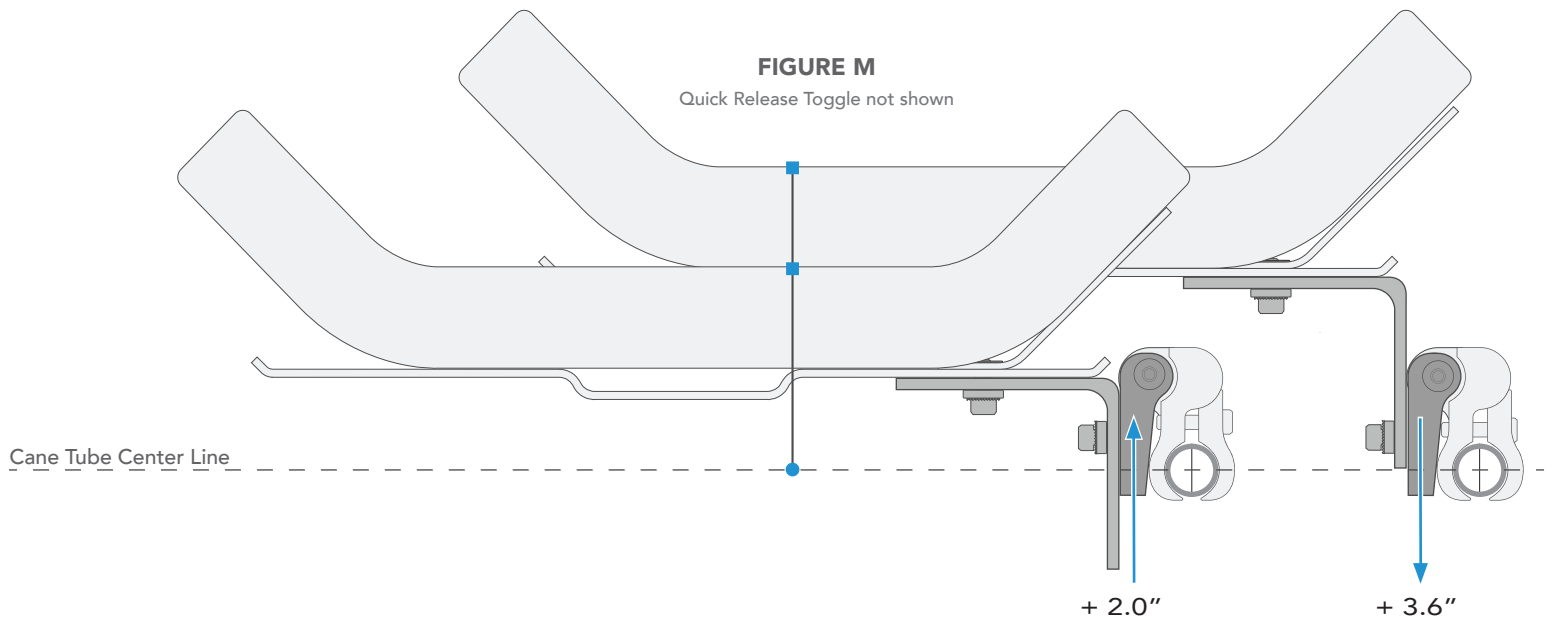 FIGURE M
Quick Release Toggle not shown
Cane Tube Center Line
+ 2.0”
+ 3.6”